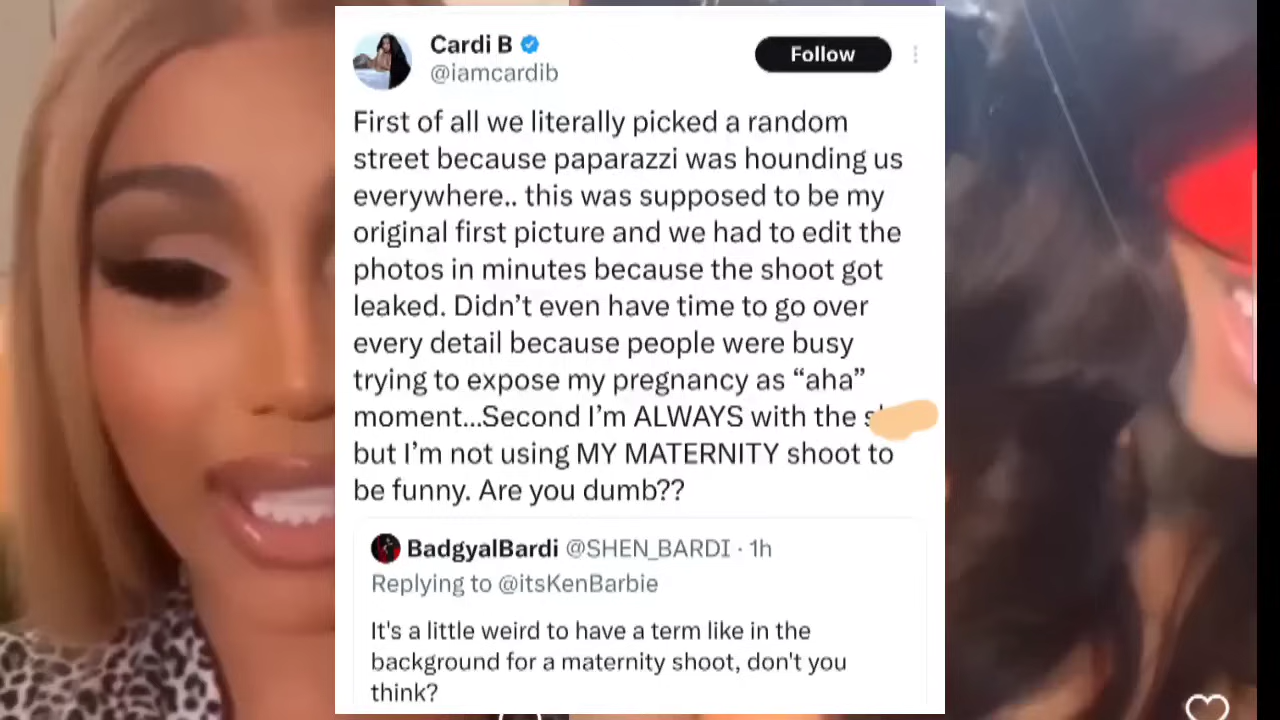 Cardi B
@iamcardib
Follow
First of all we literally picked a random
street because paparazzi was hounding us
everywhere.. this was supposed to be my
original first picture and we had to edit the
photos in minutes because the shoot got
leaked. Didn’t even have time to go over
every detail because people were busy
trying to expose my pregnancy as “aha”
moment...Second I’m ALWAYS with the
but I’m not using MY MATERNITY shoot to
be funny. Are you dumb??
BadgyalBardi @SHEN_BARDI · 1h
Replying to @itsKenBarbie
It's a little weird to have a term like in the
background for a maternity shoot, don't you
think?